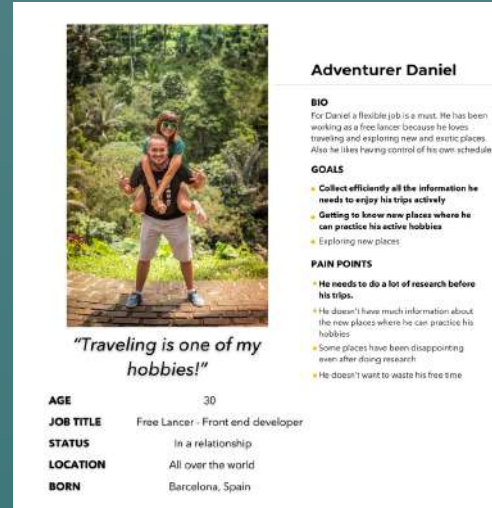 Adventurer Daniel
BIO
For Daniel a flexible job is a must. He has been
working as a free lancer because he loves
traveling and exploring new and exotic places.
Also he likes having control of his own schedule
GOALS
Collect efficiently all the information he
needs to enjoy his trips actively
Getting to know new places where he
can practice his active hobbies
Exploring new places
PAIN POINTS
He needs to do a lot of research before
his trips.
He doesn't have much information about
the new places where he can practice his
hobbies
Some places have been disappointing
even after doing research
He doesn't want to waste his free time
"Traveling is one of my
hobbies!"
AGE 30
JOB TITLE Free Lancer - Front end developer
STATUS In a relationship
LOCATION All over the world
BORN Barcelona, Spain